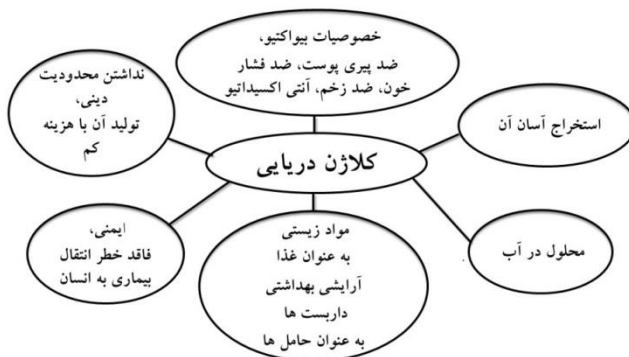 خصوصیات بیواکتیو،
ضد پیری پوست، ضد فشار
خون، ضد زخم، آنتی اکسیداتیو
استخراج آسان آن
محلول در آب
مواد زیستی
به عنوان غذا
آرایشی بهداشتی
داربست ها
به عنوان حامل ها
ایمنی،
فاقد خطر انتقال
بیماری به انسان
نداشتن محدودیت
دینی،
تولید آن با هزینه
کم
کلاژن دریایی